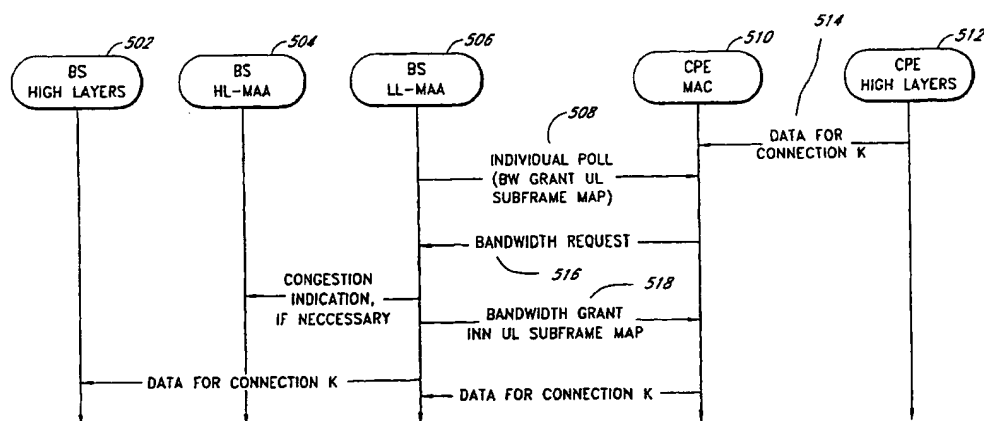 502
504
506
510
514
512
BS
HIGH LAYERS
BS
HL-MAA
BS
LL-MAA
CPE
MAC
CPE
HIGH LAYERS
508
DATA FOR
CONNECTION K
INDIVIDUAL POLL
(BW GRANT UL
SUBFRAME MAP)
BANDWIDTH REQUEST
516
CONGESTION
INDICATION,
IF NECCESSARY
518
BANDWIDTH GRANT
INN UL SUBFRAME MAP
DATA FOR CONNECTION K
DATA FOR CONNECTION K